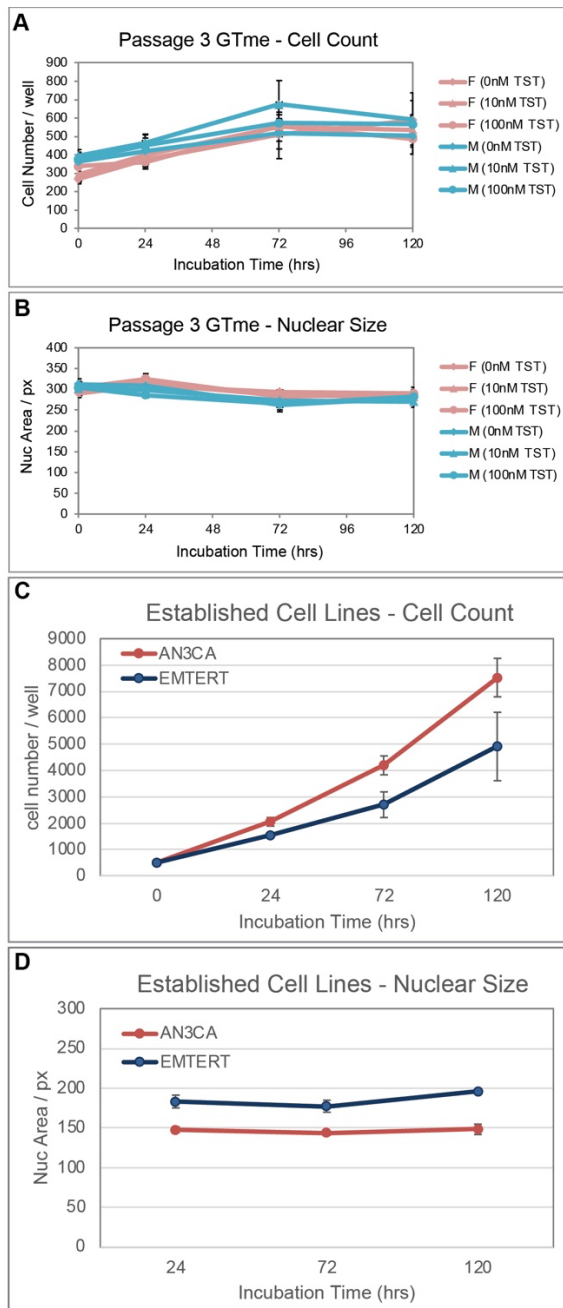 A
Passage 3 GTme - Cell Count
900
800
700
600
500
400
300
200
100
0
Cell Number / well
0 24 48 72 96 120
Incubation Time (hrs)
F (0nM TST)
F (10nM TST)
F (100nM TST)
M (0nM TST)
M (10nM TST)
M (100nM TST)
B
Passage 3 GTme - Nuclear Size
400
350
300
250
200
150
100
50
0
Nuc Area / px
0 24 48 72 96 120
Incubation Time (hrs)
F (0nM TST)
F (10nM TST)
F (100nM TST)
M (0nM TST)
M (10nM TST)
M (100nM TST)
C
Established Cell Lines - Cell Count
9000
8000
7000
6000
5000
4000
3000
2000
1000
0
cell number / well
AN3CA
EMTERT
0 24 72 120
Incubation Time (hrs)
D
Established Cell Lines - Nuclear Size
300
250
200
150
100
50
0
Nuc Area / px
AN3CA
EMTERT
24 72 120
Incubation Time (hrs)